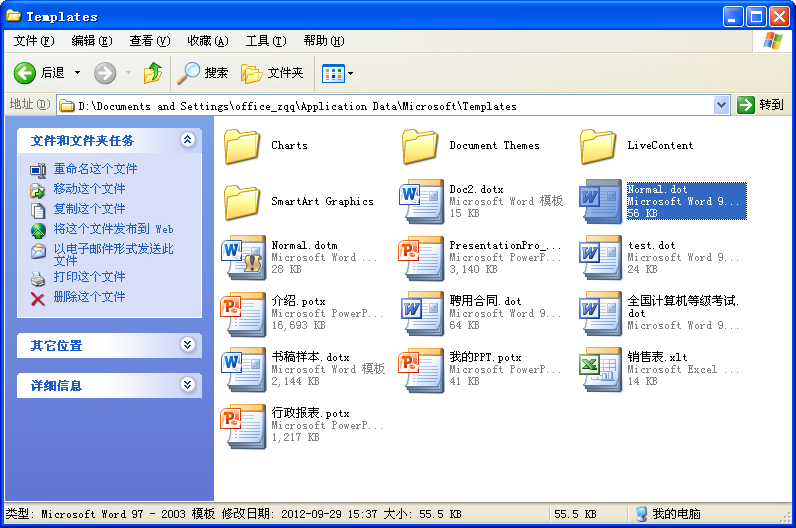 Templates
文件(F) 编辑(E) 查看(V) 收藏(A) 工具(T) 帮助(H)
后退 搜索 文件夹
地址(D) D:\Documents and Settings\office_zqq\Application Data\Microsoft\Templates 转到
文件和文件夹任务
重命名这个文件
移动这个文件
复制这个文件
将这个文件发布到 Web
以电子邮件形式发送此
文件
打印这个文件
删除这个文件
其它位置
详细信息
Charts
Document Themes
LiveContent
SmartArt Graphics
Doc2.dotx
Microsoft Word 模板
15 KB
Normal.dot
Microsoft Word 9...
56 KB
Normal.dotm
Microsoft Word ...
28 KB
PresentationPro_...
Microsoft PowerP...
3,140 KB
test.dot
Microsoft Word 9...
24 KB
介绍.potx
Microsoft PowerP...
16,693 KB
聘用合同.dot
Microsoft Word 9...
64 KB
全国计算机等级考试.
dot
Microsoft Word 9...
书稿样本.dotx
Microsoft Word 模板
2,144 KB
我的PPT.potx
Microsoft PowerP...
41 KB
销售表.xlt
Microsoft Excel ...
14 KB
行政报表.potx
Microsoft PowerP...
1,217 KB
类型: Microsoft Word 97 - 2003 模板 修改日期: 2012-09-29 15:37 大小: 55.5 KB 55.5 KB 我的电脑